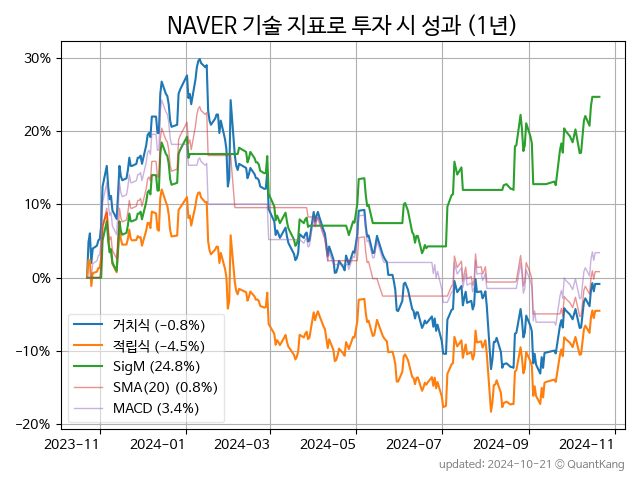 NAVER 기술 지표로 투자 시 성과 (1년)
30%
20%
10%
0%
−10%
−20%
거치식 (−0.8%)
적립식 (−4.5%)
SigM (24.8%)
SMA(20) (0.8%)
MACD (3.4%)
2023-11 2024-01 2024-03 2024-05 2024-07 2024-09 2024-11
updated: 2024-10-21 © QuantKang